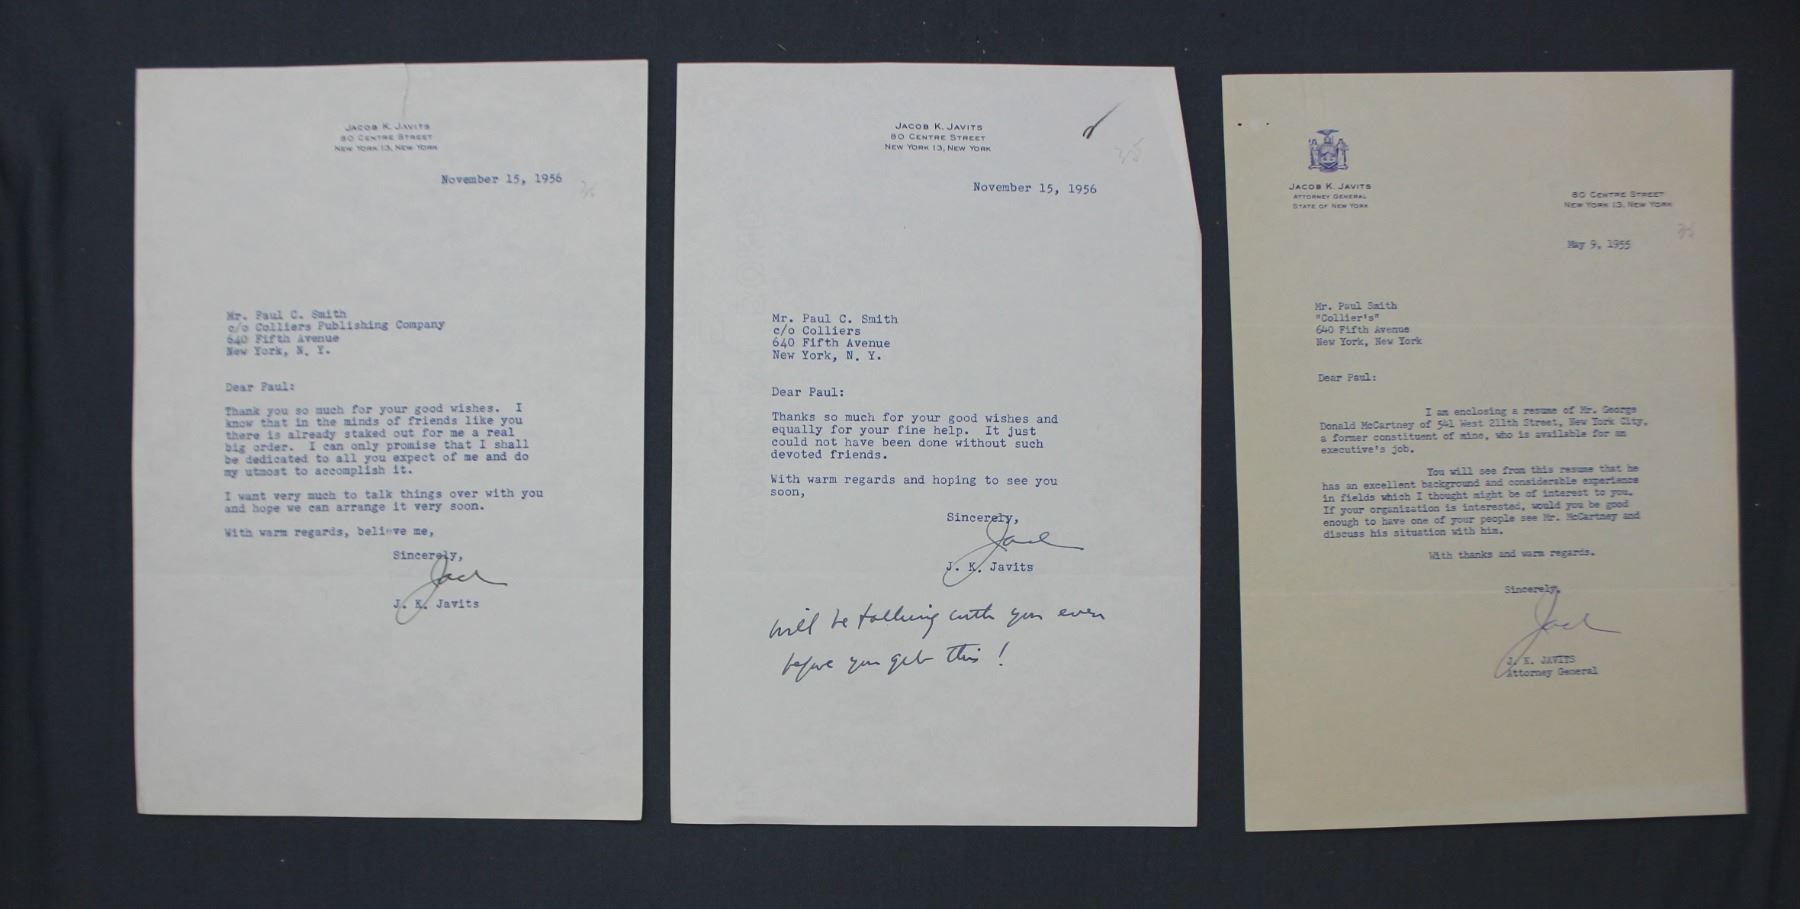 JACOB K. JAVITS
80 CENTRE STREET
NEW YORK 13, NEW YORK
November 15, 1956
Mr. Paul C. Smith
c/o Colliers Publishing Company
640 Fifth Avenue
New York, N. Y.
Dear Paul:
Thank you so much for your good wishes. I
know that in the minds of friends like you
there is already staked out for me a real
big order. I can only promise that I shall
be dedicated to all you expect of me and do
my utmost to accomplish it.
I want very much to talk things over with you
and hope we can arrange it very soon.
With warm regards, believe me,
Sincerely,
Jack
J. K. Javits
JACOB K. JAVITS
80 CENTRE STREET
NEW YORK 13, NEW YORK
35
November 15, 1956
Mr. Paul C. Smith
c/o Colliers
640 Fifth Avenue
New York, N. Y.
Dear Paul:
Thanks so much for your good wishes and
equally for your fine help. It just
could not have been done without such
devoted friends.
With warm regards and hoping to see you
soon,
Sincerely,
Jack
J. K. Javits
Will be talking with you even
before you get this!
JACOB K. JAVITS
ATTORNEY GENERAL
STATE OF NEW YORK
80 CENTRE STREET
NEW YORK 13, NEW YORK
35
May 9, 1955
Mr. Paul Smith
"Collier's"
640 Fifth Avenue
New York, New York
Dear Paul:
I am enclosing a resume of Mr. George
Donald McCartney of 541 West 211th Street, New York City,
a former constituent of mine, who is available for an
executive's job.
You will see from this resume that he
has an excellent background and considerable experience
in fields which I thought might be of interest to you.
If your organization is interested, would you be good
enough to have one of your people see Mr. McCartney and
discuss his situation with him.
With thanks and warm regards.
Sincerely,
Jack
J. K. JAVITS
Attorney General